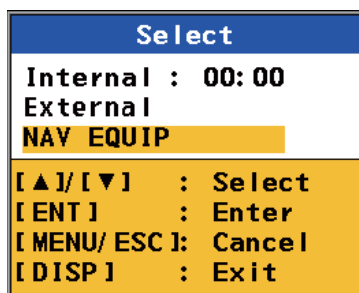 Select
Internal : 00:00
External
NAV EQUIP
[▲]/[▼] : Select
[ENT] : Enter
[MENU/ESC]: Cancel
[DISP] : Exit